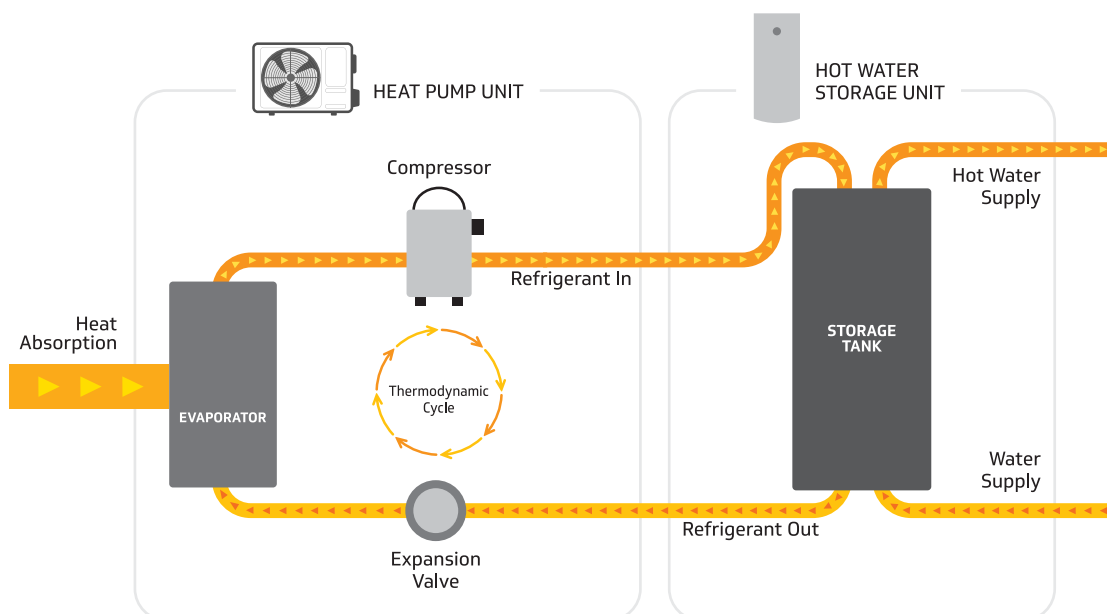 HEAT PUMP UNIT
HOT WATER
STORAGE UNIT
Compressor
Hot Water
Supply
Refrigerant In
Heat
Absorption
STORAGE
TANK
Thermodynamic
Cycle
EVAPORATOR
Water
Supply
Refrigerant Out
Expansion
Valve